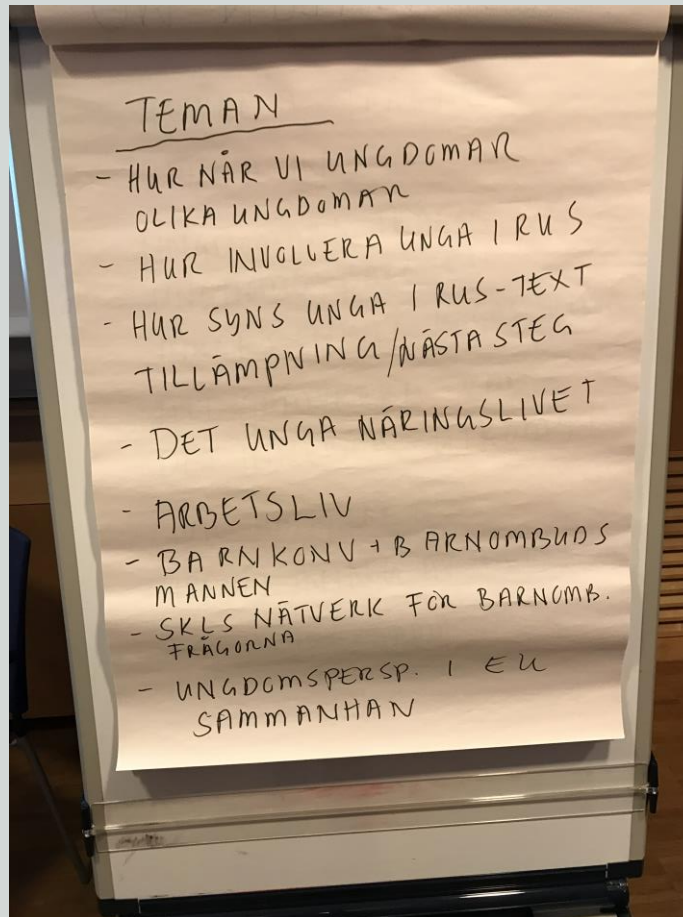 TEMAN
- HUR NÅR VI UNGDOMAR
OLIKA UNGDOMAR
- HUR INVOLVERA UNGA I RUS
- HUR SYNS UNGA I RUS-TEXT
TILLÄMPNING/NÄSTA STEG
- DET UNGA NÄRINGSLIVET
- ARBETSLIV
- BARNKONV + BARNOMBUDS
MANNEN
- SKLS NÄTVERK FÖR BARNOMB.
FRÅGORNA
- UNGDOMSPERSP. I EU
SAMMANHAN